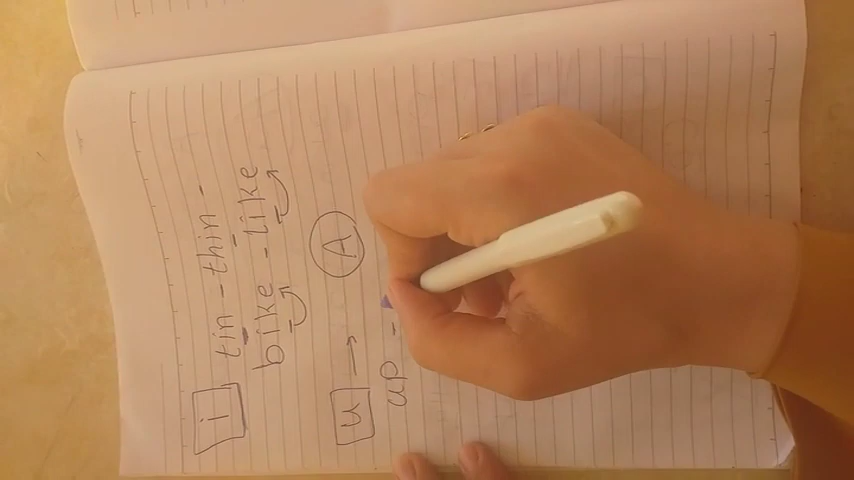 i tin - thin -
bike - like
u → A
up -